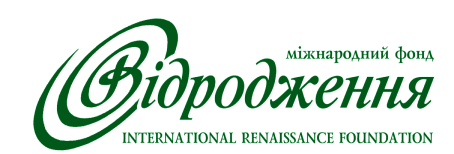 міжнародний фонд
Відродження
INTERNATIONAL RENAISSANCE FOUNDATION